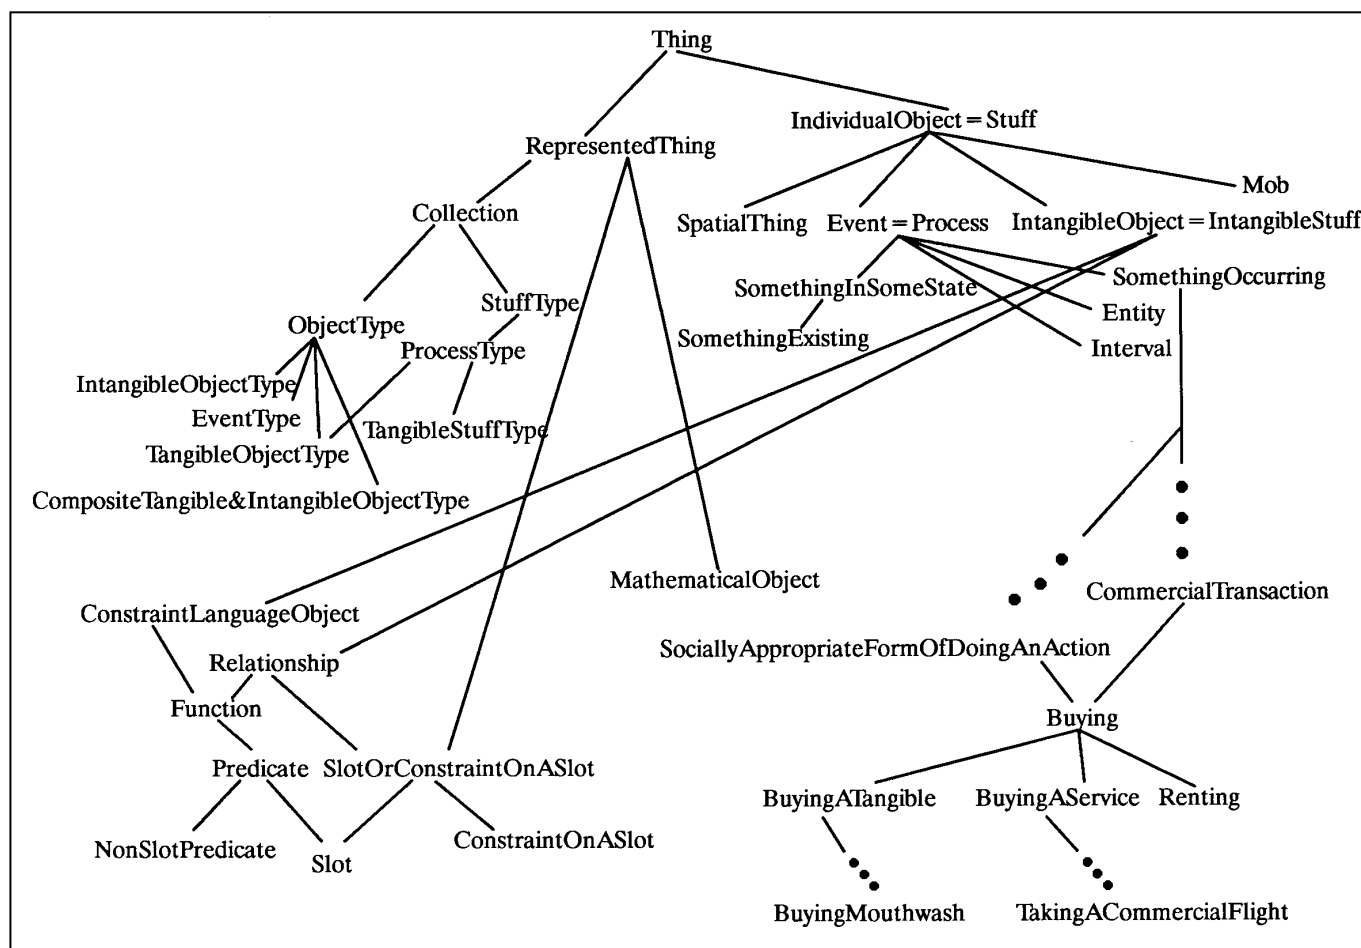 Thing
IndividualObject = Stuff
RepresentedThing
Mob
Collection
SpatialThing
Event = Process
IntangibleObject = IntangibleStuff
SomethingOccurring
SomethingInSomeState
StuffType
Entity
ObjectType
SomethingExisting
Interval
ProcessType
IntangibleObjectType
EventType
TangibleStuffType
TangibleObjectType
CompositeTangible&IntangibleObjectType
MathematicalObject
CommercialTransaction
ConstraintLanguageObject
SociallyAppropriateFormOfDoingAnAction
Relationship
Function
Buying
Predicate
SlotOrConstraintOnASlot
BuyingATangible
BuyingAService
Renting
ConstraintOnASlot
NonSlotPredicate
Slot
BuyingMouthwash
TakingACommercialFlight